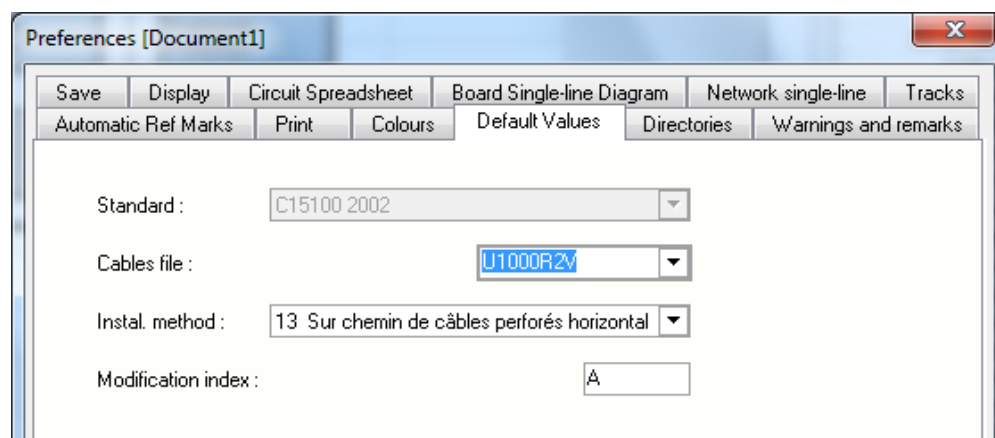 Preferences [Document1]
Save Display Circuit Spreadsheet Board Single-line Diagram Network single-line Tracks
Automatic Ref Marks Print Colours Default Values Directories Warnings and remarks
Standard : C15100 2002
Cables file : U1000R2V
Instal. method : 13 Sur chemin de câbles perforés horizontal
Modification index : A